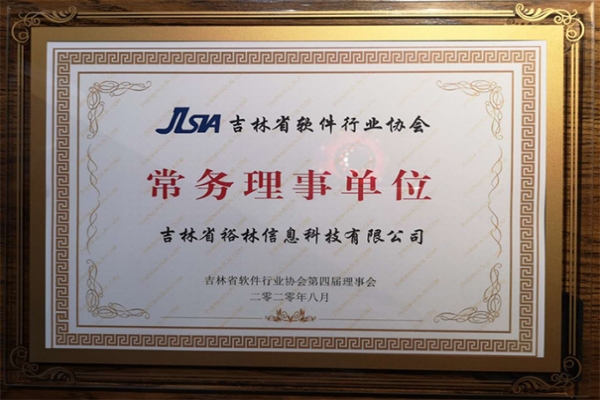 JLSIA 吉林省软件行业协会
常务理事单位
吉林省裕林信息科技有限公司
吉林省软件行业协会第四届理事会
二零二零年八月